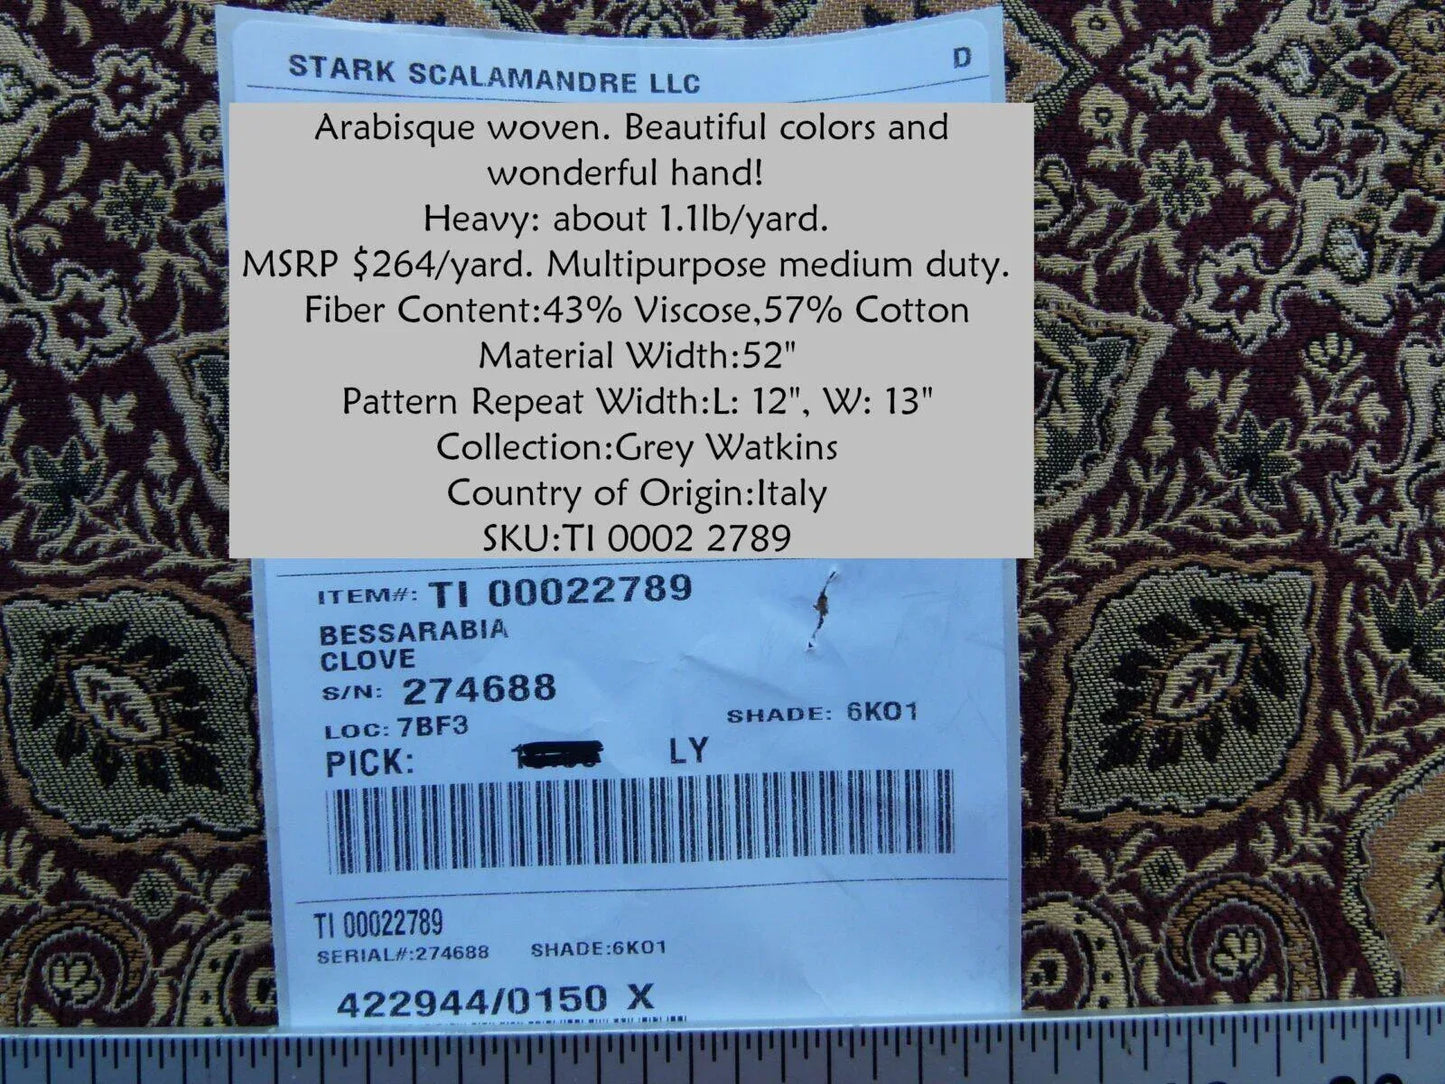 STARK SCALAMANDRE LLC
D
Arabisque woven. Beautiful colors and
wonderful hand!
Heavy: about 1.1lb/yard.
MSRP $264/yard. Multipurpose medium duty.
Fiber Content:43% Viscose,57% Cotton
Material Width:52"
Pattern Repeat Width:L: 12", W: 13"
Collection:Grey Watkins
Country of Origin:Italy
SKU:TI 0002 2789
ITEM#: TI 00022789
BESSARABIA
CLOVE
S/N: 274688
LOC: 7BF3 SHADE: 6K01
PICK: LY
TI 00022789
SERIAL#:274688 SHADE:6K01
422944/0150 X